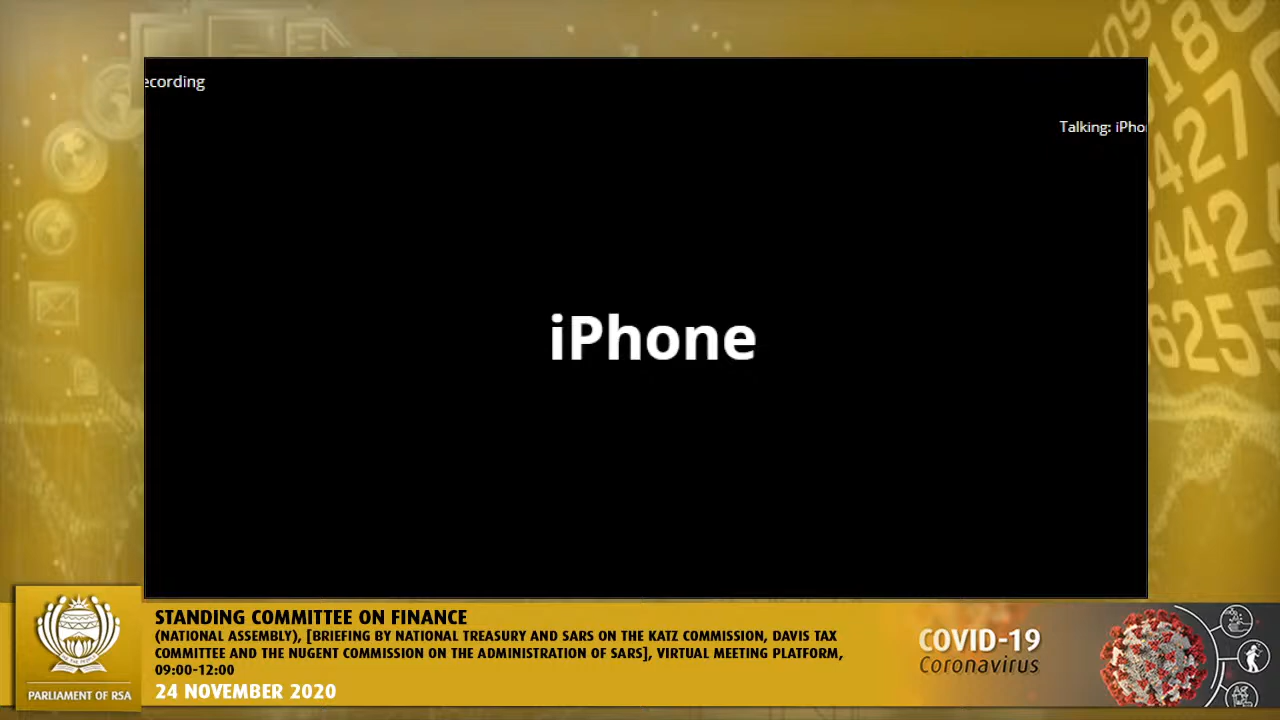 ecording
Talking: iPho
iPhone
STANDING COMMITTEE ON FINANCE
(NATIONAL ASSEMBLY), [BRIEFING BY NATIONAL TREASURY AND SARS ON THE KATZ COMMISSION, DAVIS TAX
COMMITTEE AND THE NUGENT COMMISSION ON THE ADMINISTRATION OF SARS], VIRTUAL MEETING PLATFORM,
09:00-12:00
24 NOVEMBER 2020
PARLIAMENT OF RSA
COVID-19
Coronavirus